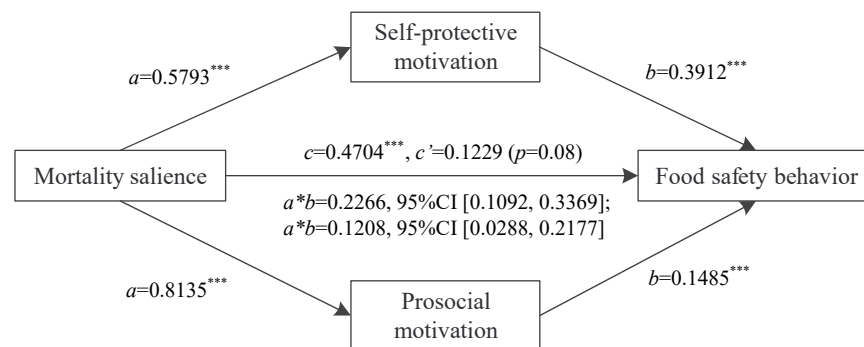 Self-protective
motivation
a=0.5793***
b=0.3912***
c=0.4704***, c’=0.1229 (p=0.08)
Mortality salience
Food safety behavior
a*b=0.2266, 95%CI [0.1092, 0.3369];
a*b=0.1208, 95%CI [0.0288, 0.2177]
a=0.8135***
b=0.1485***
Prosocial
motivation